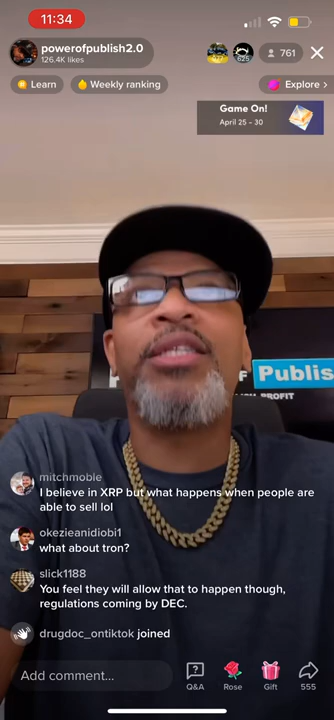 11:34
powerofpublish2.0
126.4K likes
625
761
Learn
Weekly ranking
Explore >
Game On!
April 25 - 30
F Publis
PROFIT
mitchmoble
I believe in XRP but what happens when people are
able to sell lol
okezieanidiobi1
what about tron?
slick1188
You feel they will allow that to happen though,
regulations coming by DEC.
drugdoc_ontiktok joined
Add comment...
Q&A
Rose
Gift
555